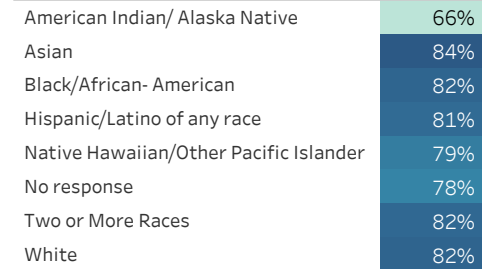 American Indian/ Alaska Native 66%
Asian 84%
Black/African- American 82%
Hispanic/Latino of any race 81%
Native Hawaiian/Other Pacific Islander 79%
No response 78%
Two or More Races 82%
White 82%